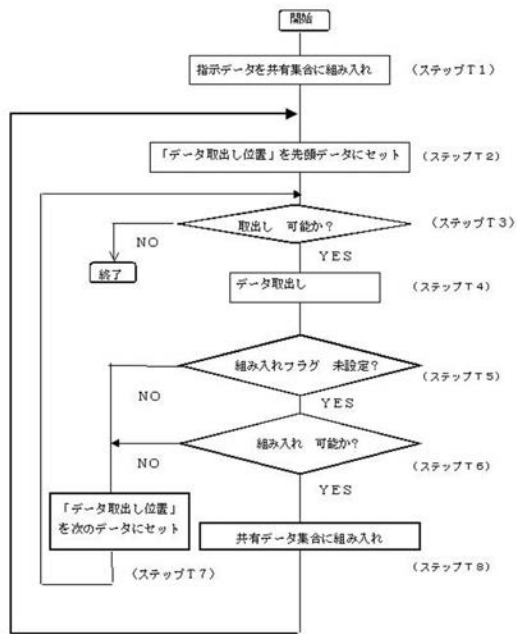 開始
指示データを共有集合に組み入れ
(ステップT1)
「データ取出し位置」を先頭データにセット
(ステップT2)
取出し 可能か?
(ステップT3)
NO
YES
終了
データ取出し
(ステップT4)
組み入れフラグ 未設定?
(ステップT5)
NO
YES
組み入れ 可能か?
(ステップT6)
NO
YES
「データ取出し位置」
を次のデータにセット
共有データ集合に組み入れ
(ステップT7)
(ステップT8)